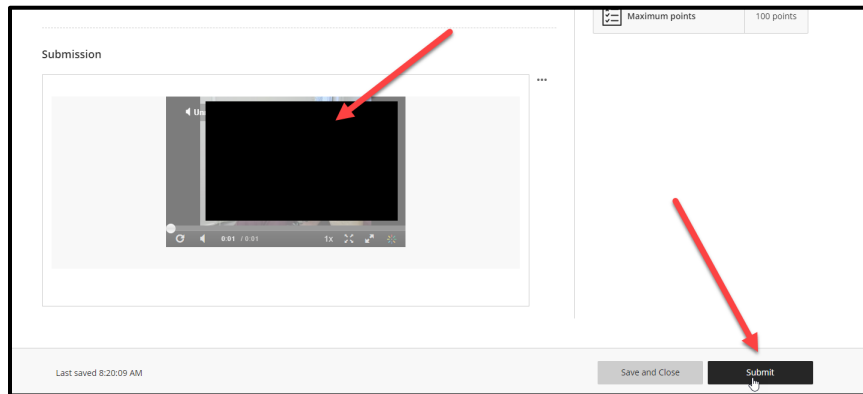 Maximum points 100 points
Submission
0:01 / 0:01 1x
Last saved 8:20:09 AM
Save and Close Submit